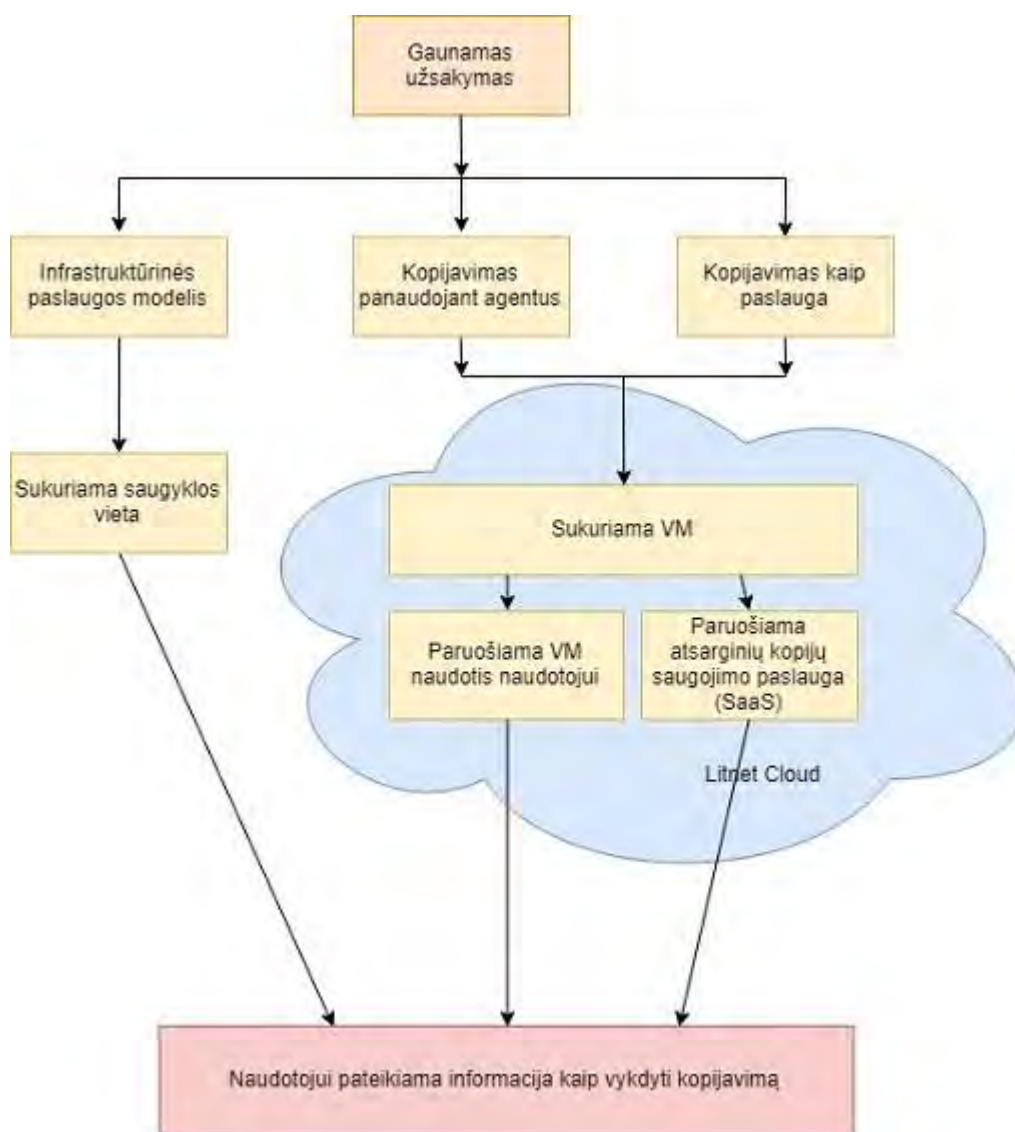 Gaunamas
užsakymas
Infrastruktūrinės
paslaugos modelis
Kopijavimas
panaudojant agentus
Kopijavimas kaip
paslauga
Sukuriama saugyklos
vieta
Sukuriama VM
Paruošiama VM
naudotis naudotojui
Paruošiama
atsarginių kopijų
saugojimo paslauga
(SaaS)
Litnet Cloud
Naudotojui pateikiama informacija kaip vykdyti kopijavimą